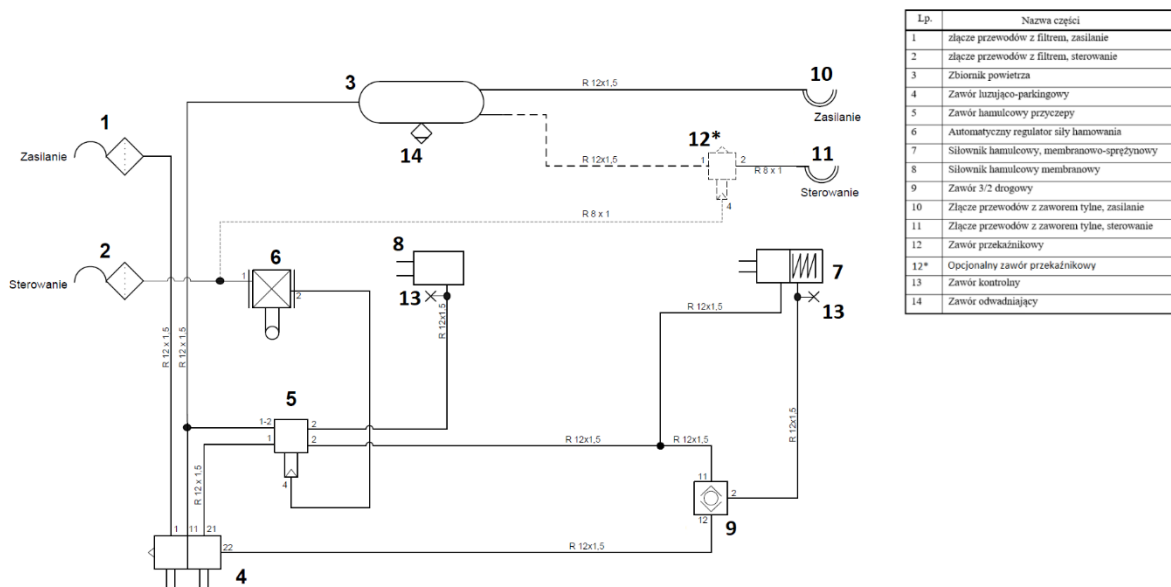 3
R 12x1,5
10
Zasilanie
1
Zasilanie
14
12*
R 12x1,5
1
2
R 8 x 1
11
Sterowanie
4
R 8 x 1
2
Sterowanie
6
1
2
8
13
7
13
R 12 x 1,5
R 12 x 1,5
R 12x1,5
R 12x1,5
R 12x1,5
5
1-2
1
2
2
4
R 12x1,5
R 12x1,5
R 12 x 1,5
11
2
12
9
1
11
21
22
R 12x1,5
4
Lp. Nazwa części
1 złącze przewodów z filtrem, zasilanie
2 złącze przewodów z filtrem, sterowanie
3 Zbiornik powietrza
4 Zawór luzująco-parkingowy
5 Zawór hamulcowy przyczepy
6 Automatyczny regulator siły hamowania
7 Siłownik hamulcowy, membranowo-sprężynowy
8 Siłownik hamulcowy membranowy
9 Zawór 3/2 drogowy
10 Złącze przewodów z zaworem tylne, zasilanie
11 Złącze przewodów z zaworem tylne, sterowanie
12 Zawór przekaźnikowy
12* Opcjonalny zawór przekaźnikowy
13 Zawór kontrolny
14 Zawór odwadniający